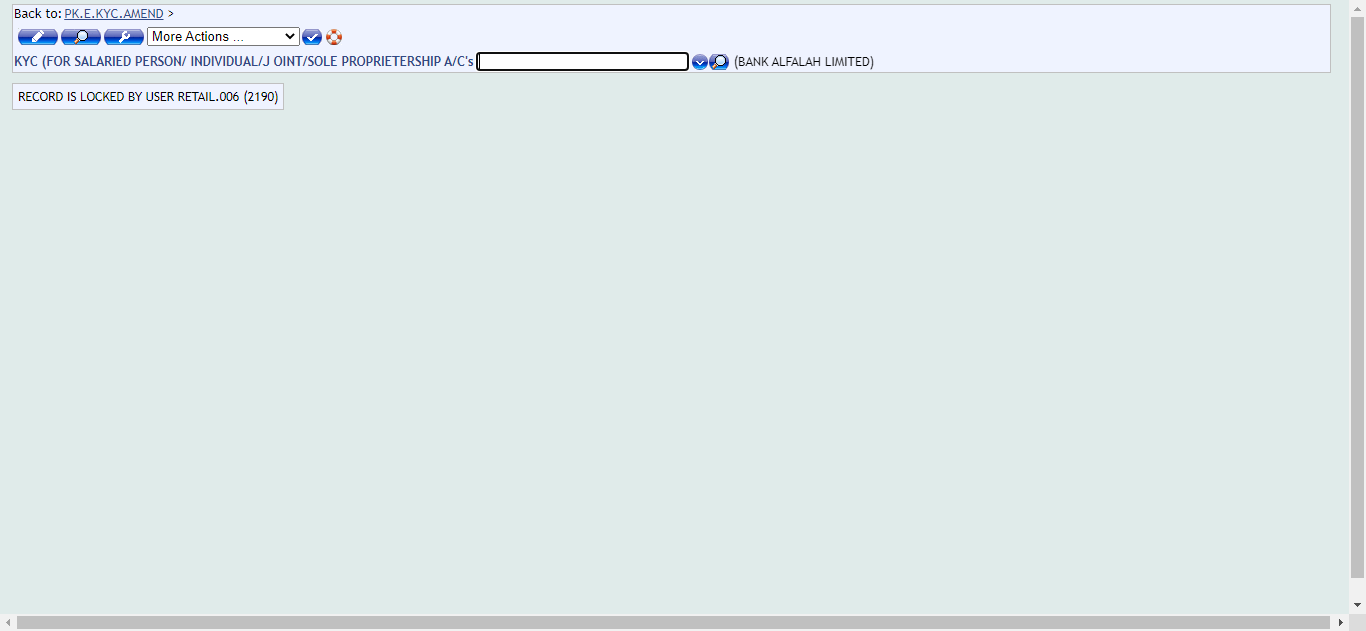 Back to: PK.E.KYC.AMEND >
More Actions ...
KYC (FOR SALARIED PERSON/ INDIVIDUAL/J OINT/SOLE PROPRIETERSHIP A/C's (BANK ALFALAH LIMITED)
RECORD IS LOCKED BY USER RETAIL.006 (2190)